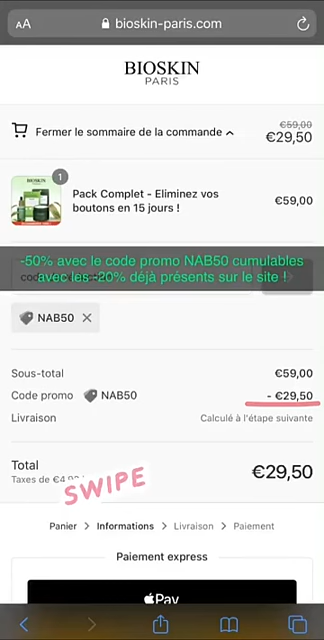 AA
bioskin-paris.com
BIOSKIN
PARIS
Fermer le sommaire de la commande
€59,00
€29,50
1
BIOSKIN
Pack Complet - Eliminez vos
boutons en 15 jours !
€59,00
-50% avec le code promo NAB50 cumulables
avec les -20% déjà présents sur le site !
NAB50
Sous-total €59,00
Code promo NAB50 - €29,50
Livraison Calculé à l'étape suivante
Total €29,50
Taxes de
SWIPE
Panier > Informations > Livraison > Paiement
Paiement express
Pay